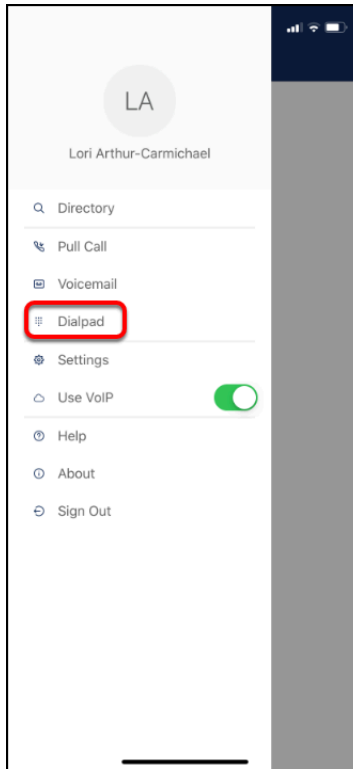 LA
Lori Arthur-Carmichael
Directory
Pull Call
Voicemail
Dialpad
Settings
Use VoIP
Help
About
Sign Out